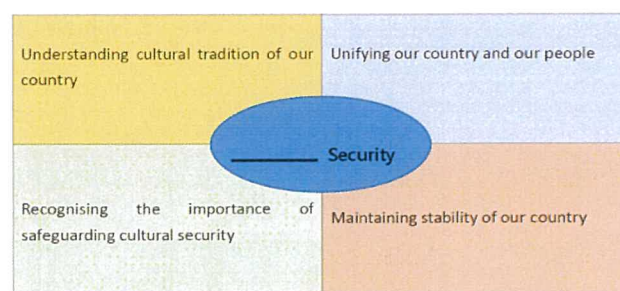 Understanding cultural tradition of our
country
Unifying our country and our people
________ Security
Recognising the importance of
safeguarding cultural security
Maintaining stability of our country